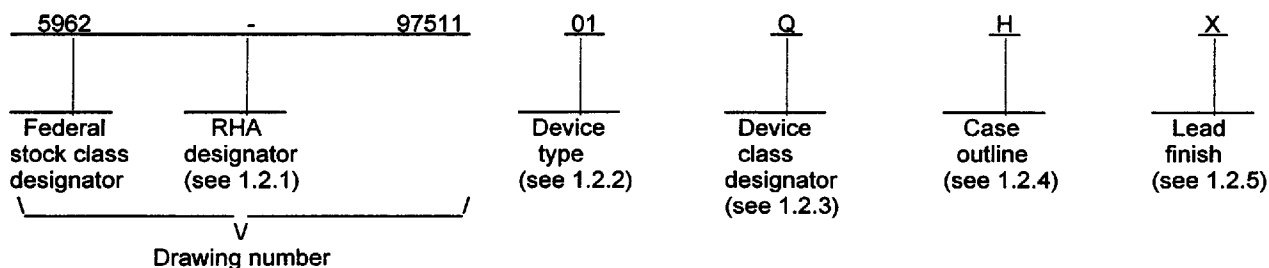 5962 - 97511 01 Q H X
Federal RHA Device Device Case Lead
stock class designator type class outline finish
designator (see 1.2.1) (see 1.2.2) designator (see 1.2.4) (see 1.2.5)
(see 1.2.3)
\ /
V
Drawing number